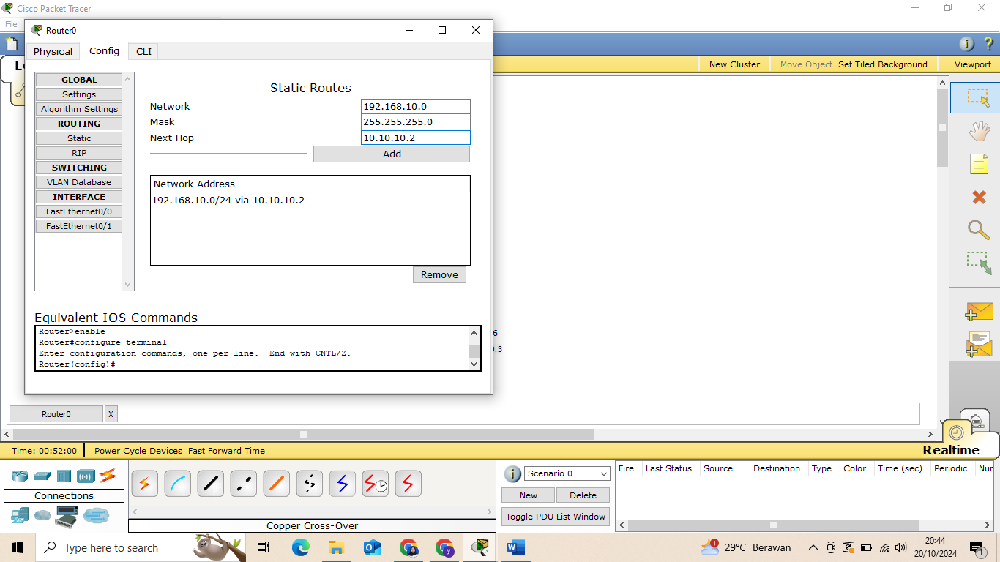 Cisco Packet Tracer
File
Router0
Physical Config CLI
New Cluster Move Object Set Tiled Background Viewport
GLOBAL
Settings
Algorithm Settings
ROUTING
Static
RIP
SWITCHING
VLAN Database
INTERFACE
FastEthernet0/0
FastEthernet0/1
Static Routes
Network 192.168.10.0
Mask 255.255.255.0
Next Hop 10.10.10.2
Add
Network Address
192.168.10.0/24 via 10.10.10.2
Remove
Equivalent IOS Commands
Router>enable
Router#configure terminal
Enter configuration commands, one per line. End with CNTL/Z.
Router(config)#
6
.3
Router0 X
Time: 00:52:00 Power Cycle Devices Fast Forward Time
Realtime
Connections
Copper Cross-Over
Scenario 0
New Delete
Toggle PDU List Window
Fire Last Status Source Destination Type Color Time (sec) Periodic Nur
Type here to search
1
29°C Berawan
20:44
20/10/2024
1